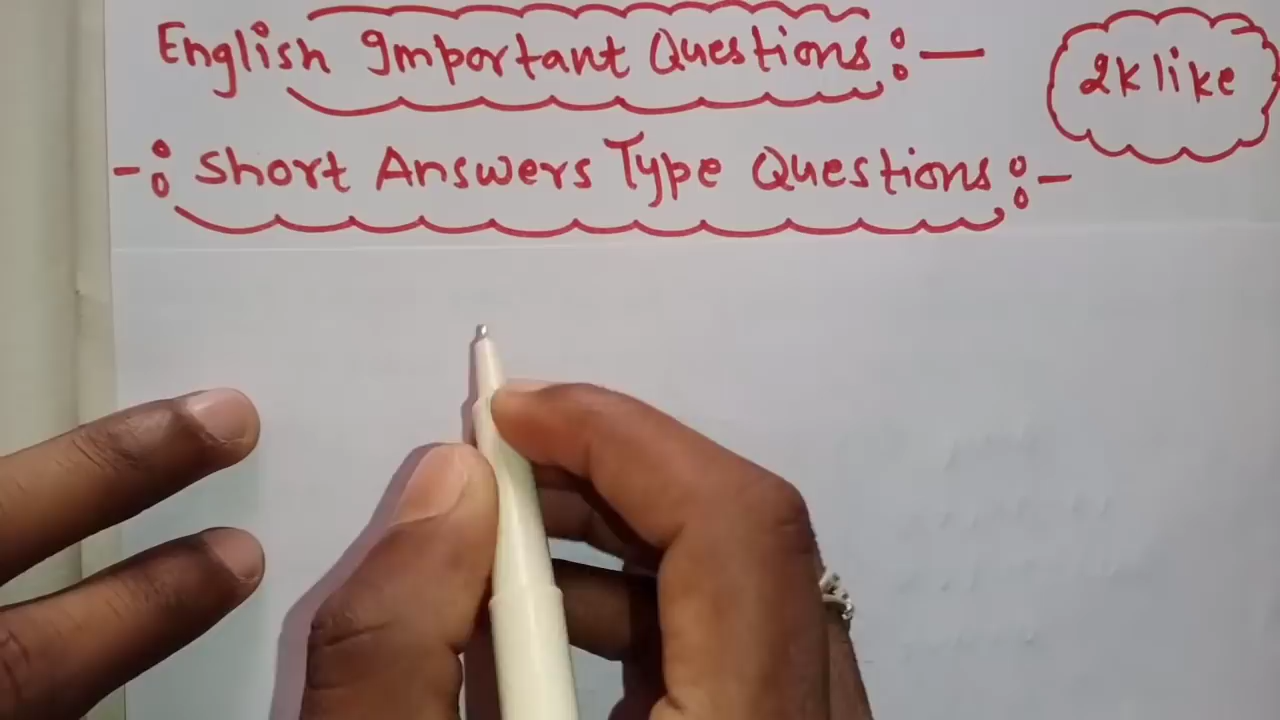 English Important Questions :-
2K like
-: Short Answers Type Questions :-